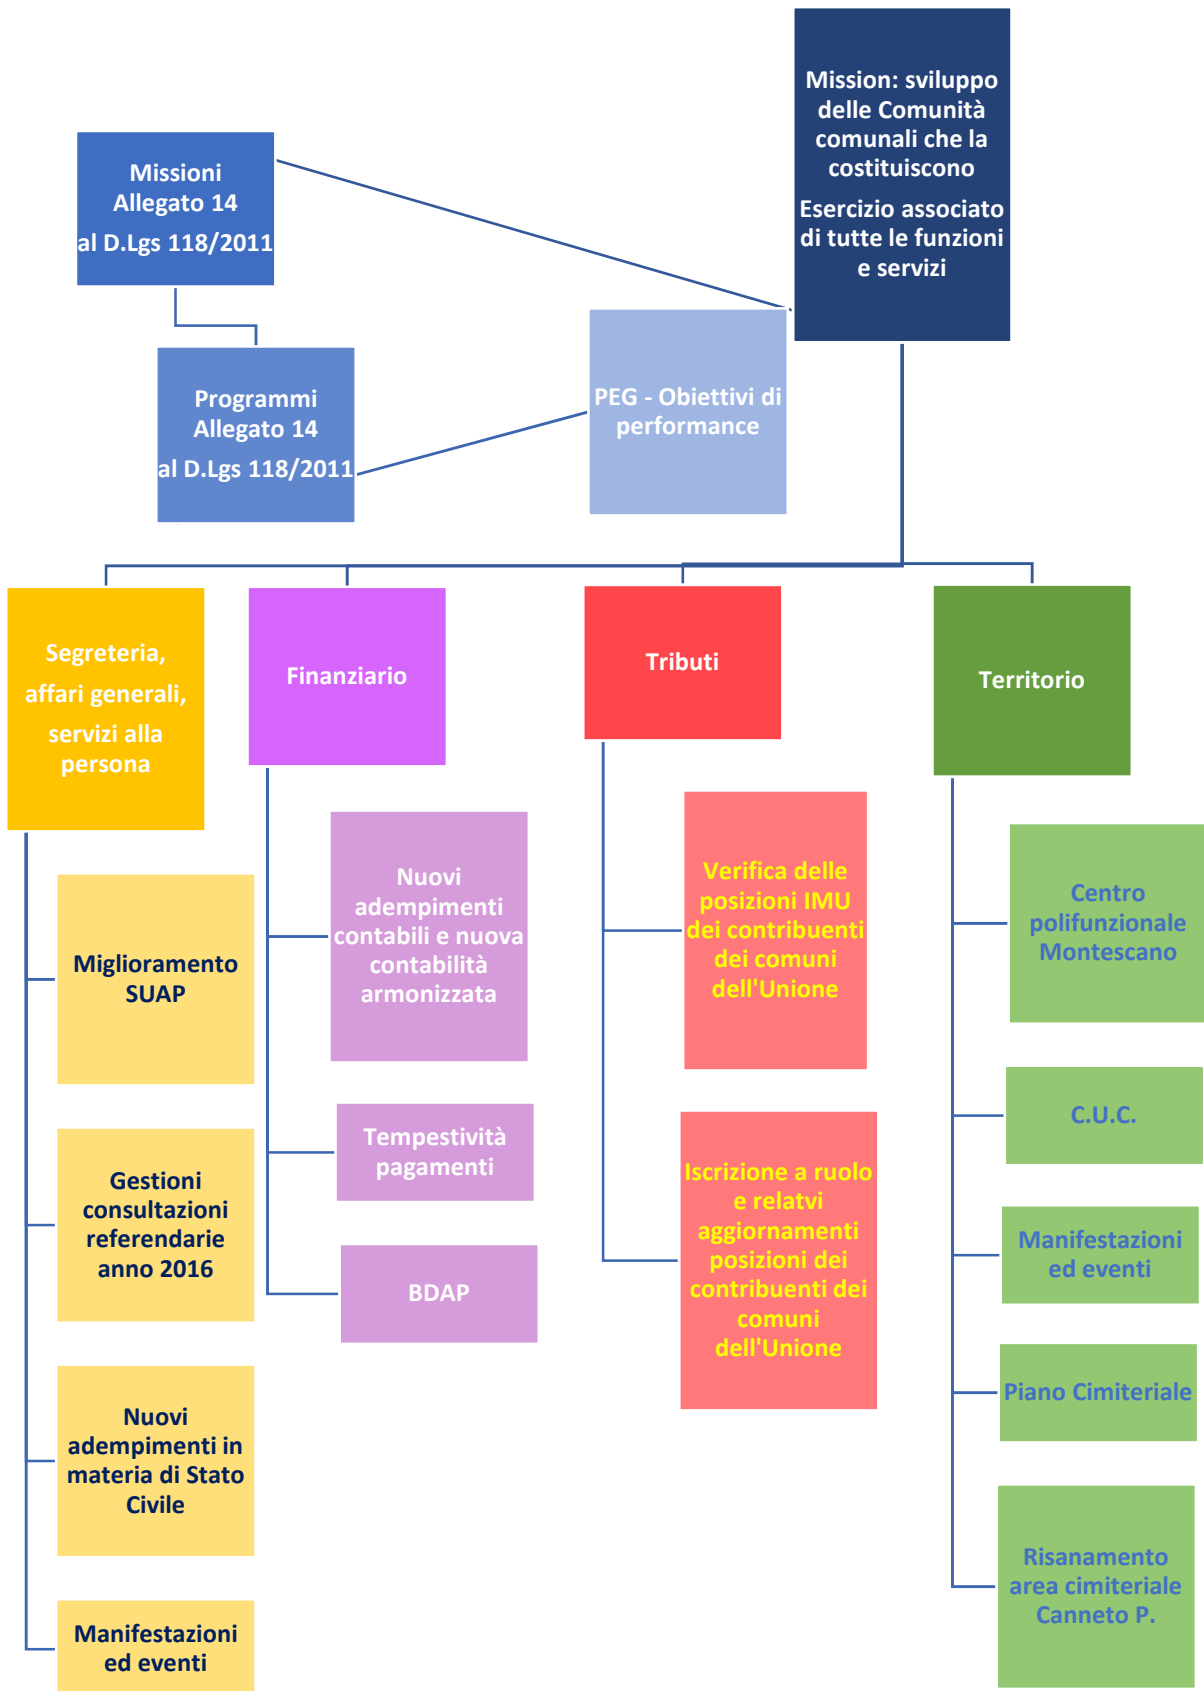 Mission: sviluppo
delle Comunità
comunali che la
costituiscono
Esercizio associato
di tutte le funzioni
e servizi
Missioni
Allegato 14
al D.Lgs 118/2011
Programmi
Allegato 14
al D.Lgs 118/2011
PEG - Obiettivi di
performance
Segreteria,
affari generali,
servizi alla
persona
Miglioramento
SUAP
Gestioni
consultazioni
referendarie
anno 2016
Nuovi
adempimenti in
materia di Stato
Civile
Manifestazioni
ed eventi
Finanziario
Nuovi
adempimenti
contabili e nuova
contabilità
armonizzata
Tempestività
pagamenti
BDAP
Tributi
Verifica delle
posizioni IMU
dei contribuenti
dei comuni
dell'Unione
Iscrizione a ruolo
e relatvi
aggiornamenti
posizioni dei
contribuenti dei
comuni
dell'Unione
Territorio
Centro
polifunzionale
Montescano
C.U.C.
Manifestazioni
ed eventi
Piano Cimiteriale
Risanamento
area cimiteriale
Canneto P.